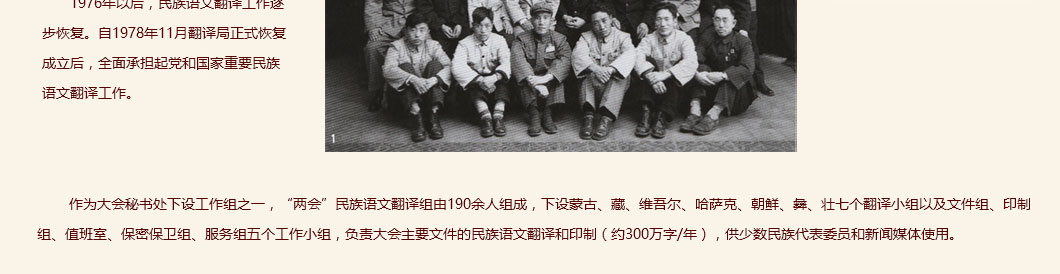 1976年以后，民族语文翻译工作逐
步恢复。自1978年11月翻译局正式恢复
成立后，全面承担起党和国家重要民族
语文翻译工作。
1
作为大会秘书处下设工作组之一，“两会”民族语文翻译组由190余人组成，下设蒙古、藏、维吾尔、哈萨克、朝鲜、彝、壮七个翻译小组以及文件组、印制
组、值班室、保密保卫组、服务组五个工作小组，负责大会主要文件的民族语文翻译和印制（约300万字/年），供少数民族代表委员和新闻媒体使用。